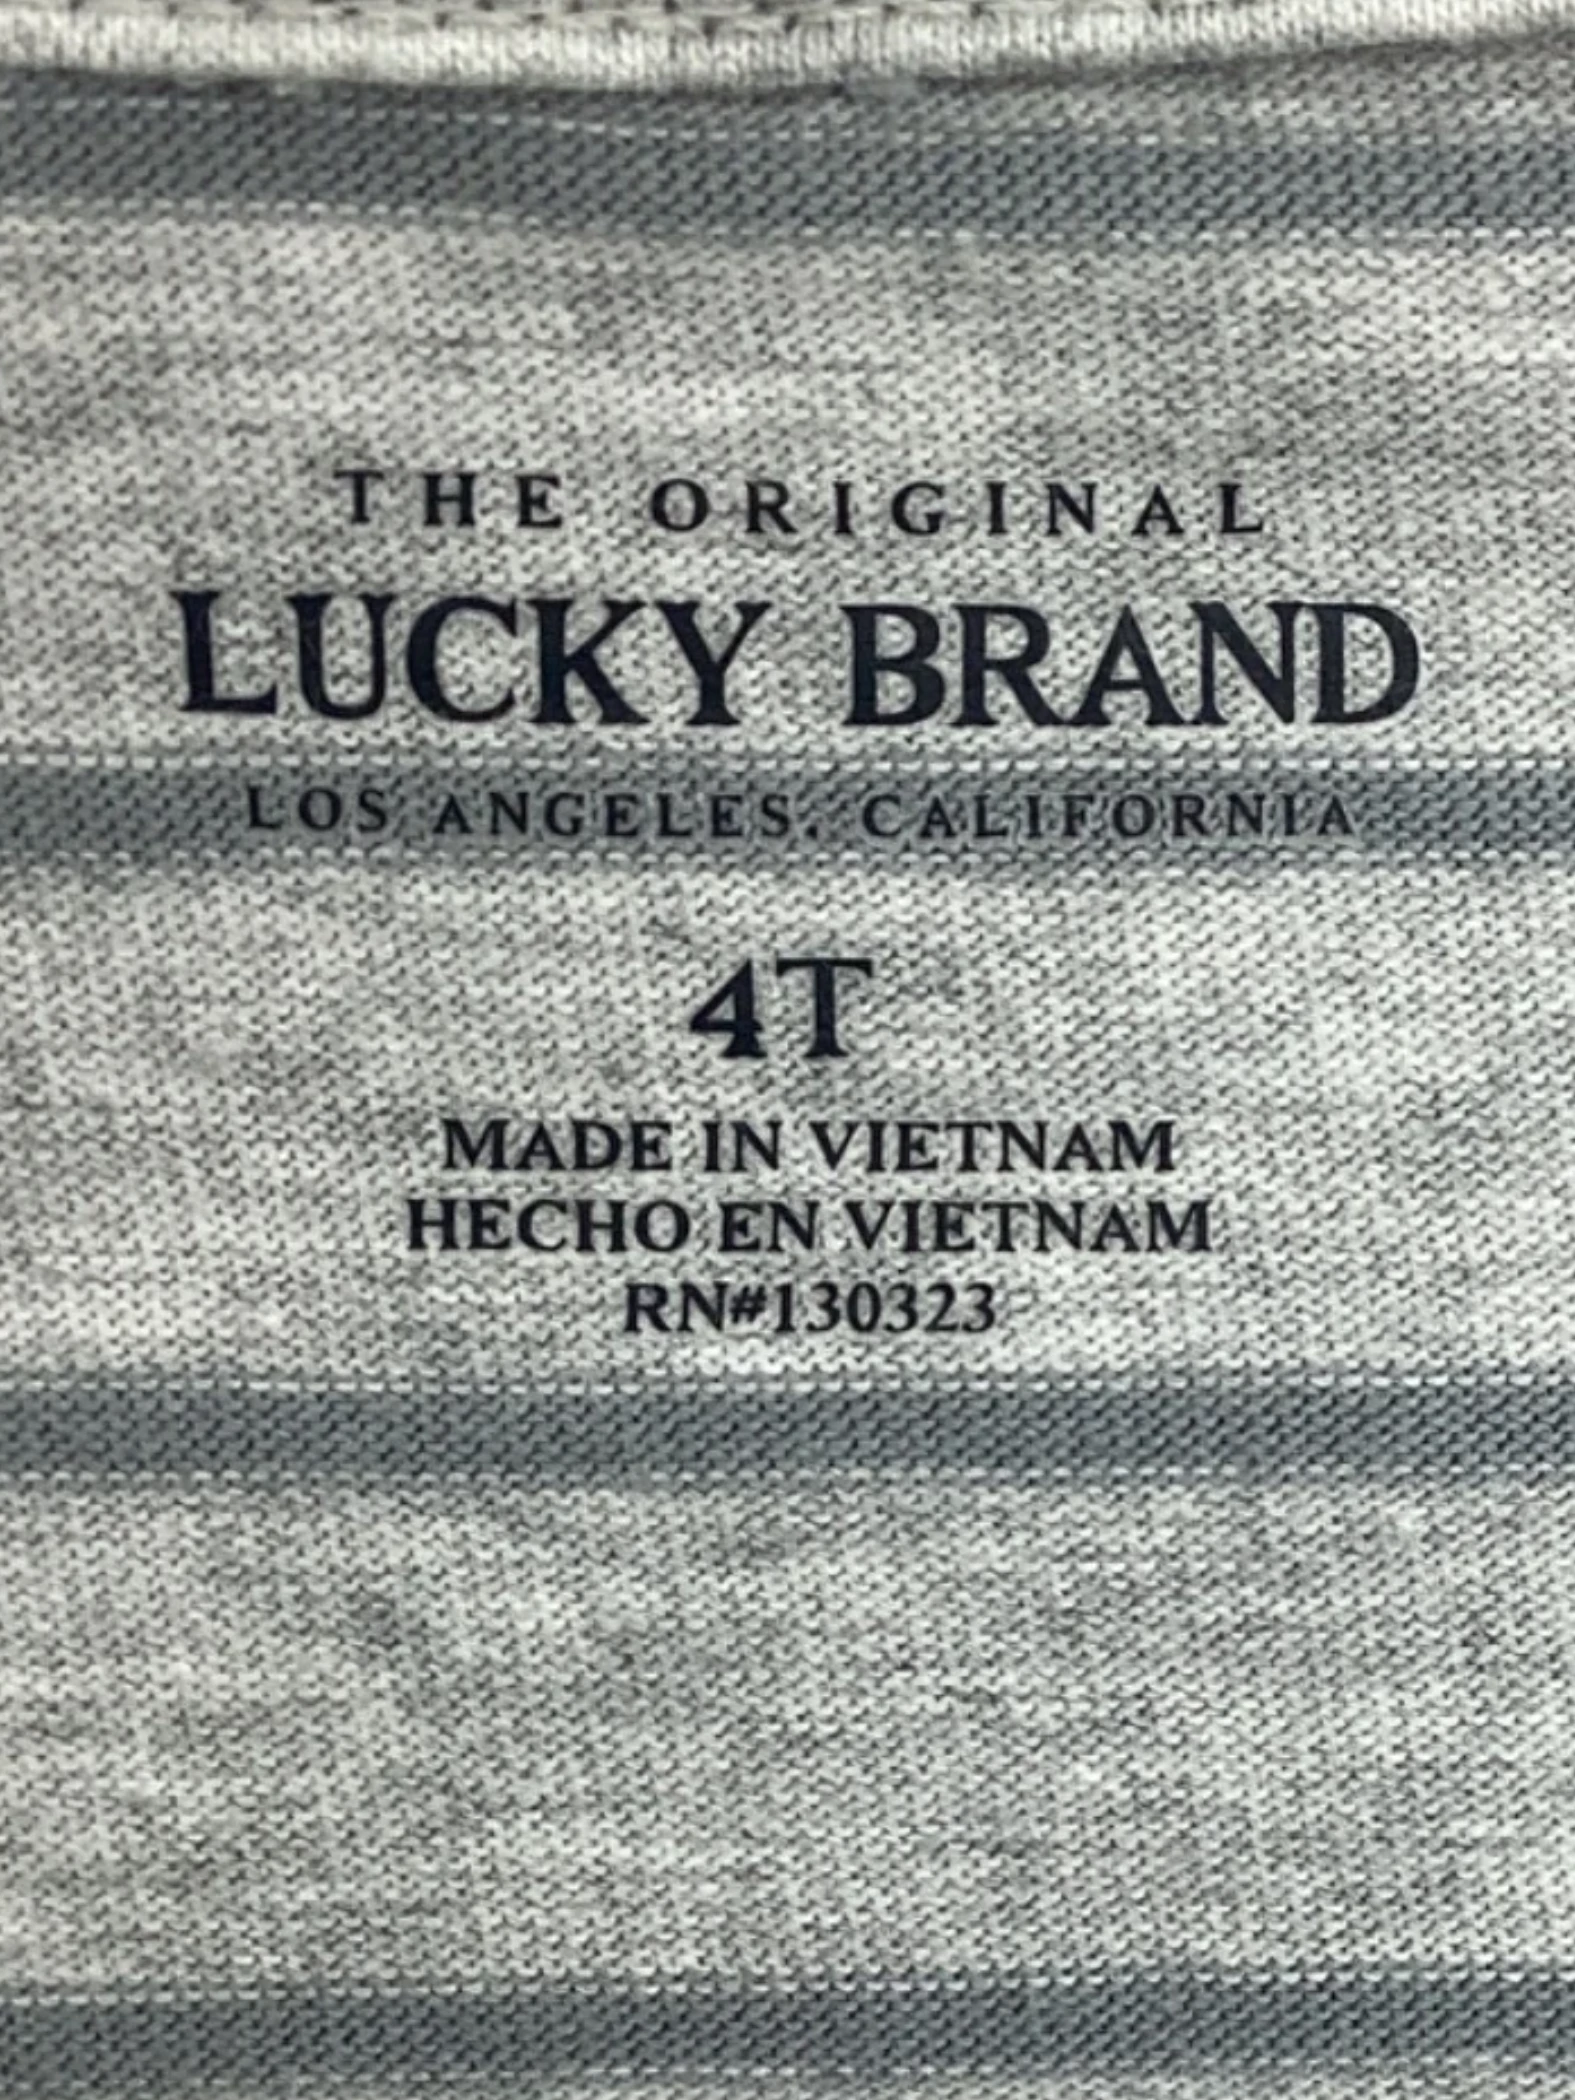 THE ORIGINAL
LUCKY BRAND
LOS ANGELES, CALIFORNIA
4T
MADE IN VIETNAM
HECHO EN VIETNAM
RN#130323